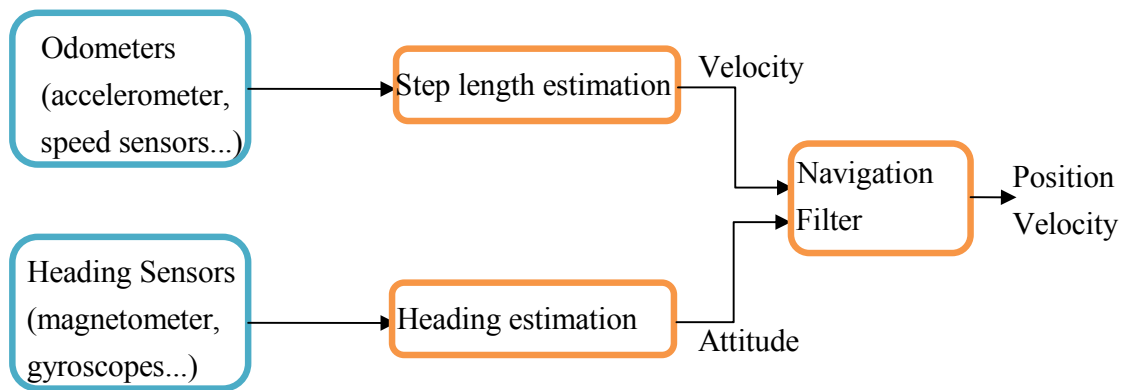 Odometers
(accelerometer,
speed sensors...)
Step length estimation
Velocity
Navigation
Filter
Position
Velocity
Heading Sensors
(magnetometer,
gyroscopes...)
Heading estimation
Attitude